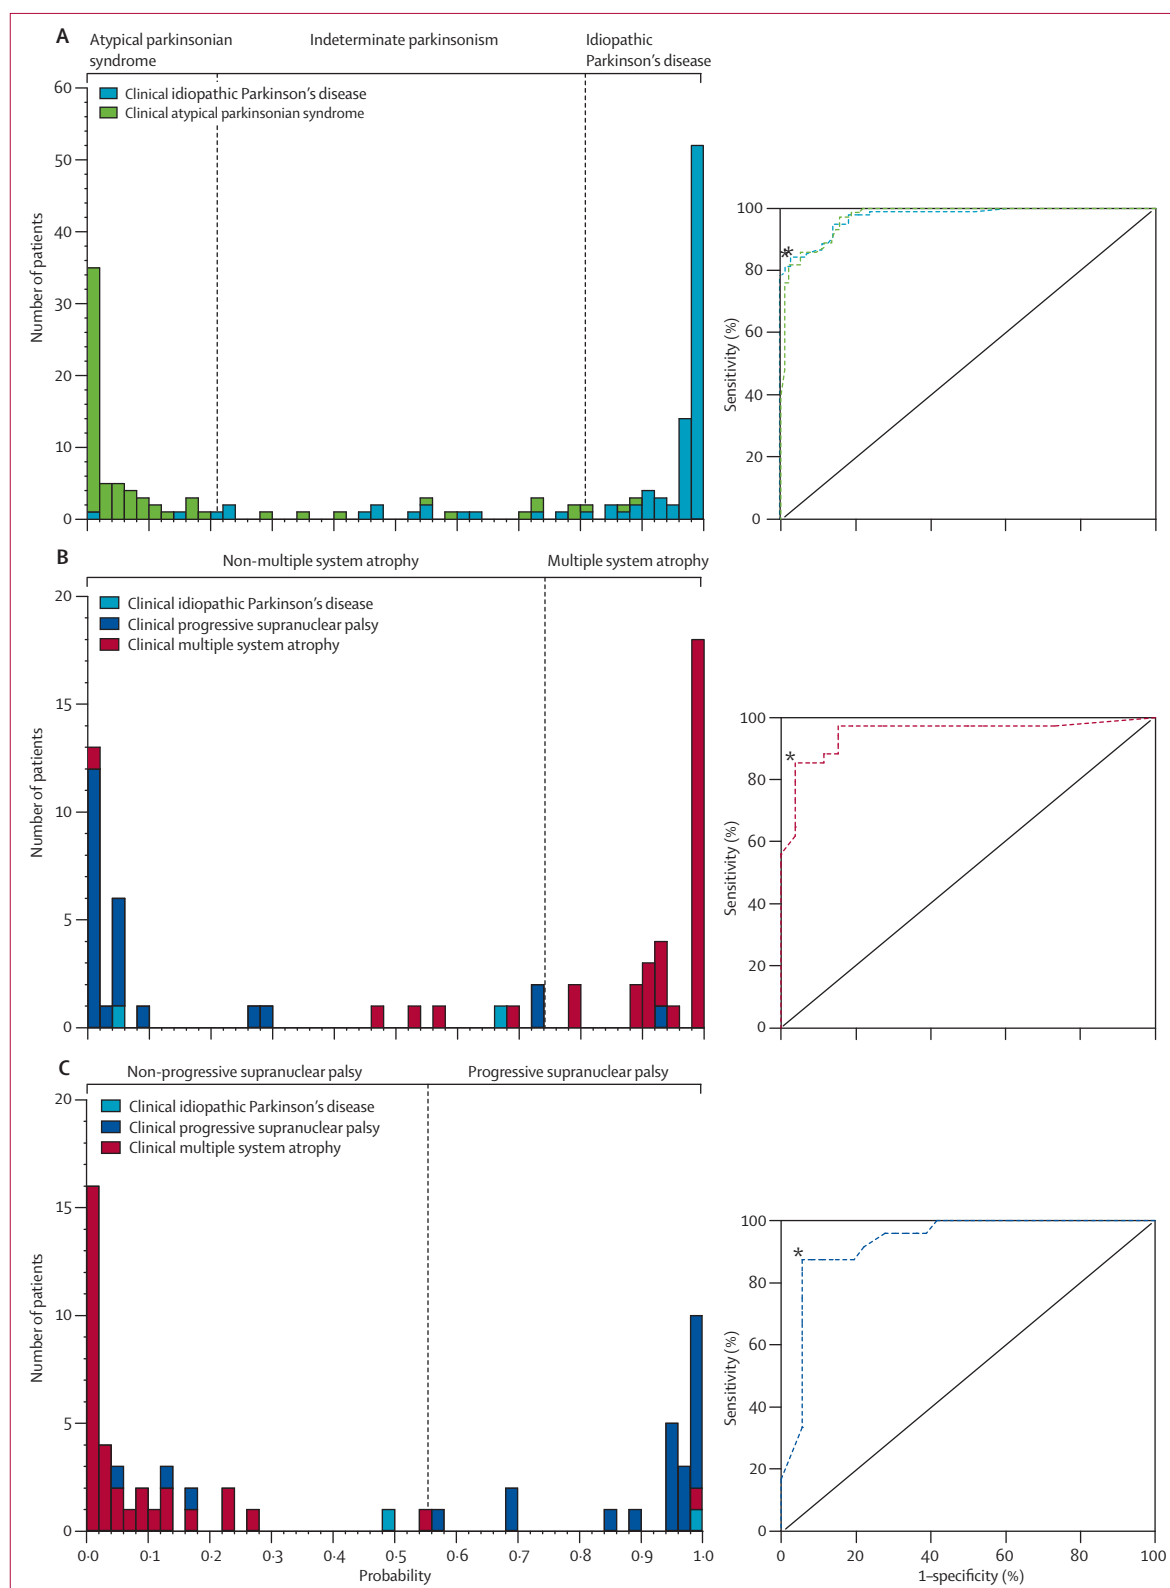 A
Atypical parkinsonian
syndrome
Indeterminate parkinsonism
Idiopathic
Parkinson's disease
Clinical idiopathic Parkinson's disease
Clinical atypical parkinsonian syndrome
Number of patients
60
50
40
30
20
10
0
Sensitivity (%)
100
80
60
40
20
0
*
*
B
Non-multiple system atrophy
Multiple system atrophy
Clinical idiopathic Parkinson's disease
Clinical progressive supranuclear palsy
Clinical multiple system atrophy
Number of patients
20
15
10
5
0
Sensitivity (%)
100
80
60
40
20
0
*
C
Non-progressive supranuclear palsy
Progressive supranuclear palsy
Clinical idiopathic Parkinson's disease
Clinical progressive supranuclear palsy
Clinical multiple system atrophy
Number of patients
20
15
10
5
0
0·0 0·1 0·2 0·3 0·4 0·5 0·6 0·7 0·8 0·9 1·0
Probability
Sensitivity (%)
100
80
60
40
20
0
*
0 20 40 60 80 100
1–specificity (%)